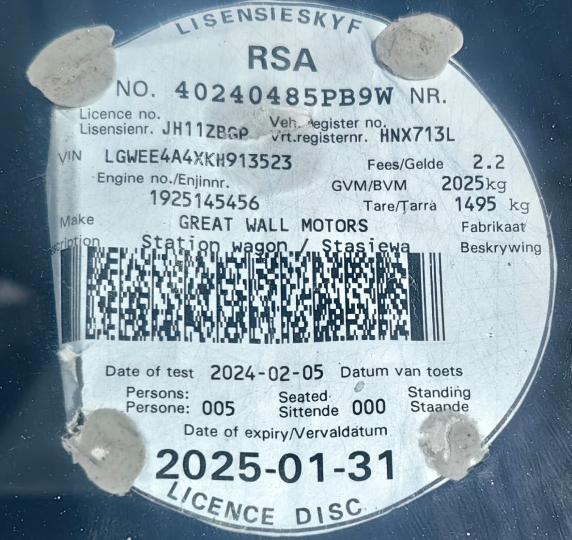 LISENSIESKYF
RSA
NO. 40240485PB9W NR.
Licence no. Veh. register no.
Lisensienr. JH11ZBGP Vrt.registernr. HNX713L
VIN LGWEE4A4XKH913523 Fees/Gelde 2.2
Engine no./Enjinnr. GVM/BVM 2025kg
1925145456 Tare/Tarra 1495 kg
Make GREAT WALL MOTORS Fabrikaat
Station wagon / Stasiewa Beskrywing
Date of test 2024-02-05 Datum van toets
Persons: Seated Standing
Persone: 005 Sittende 000 Staande
Date of expiry/Vervaldatum
2025-01-31
LICENCE DISC